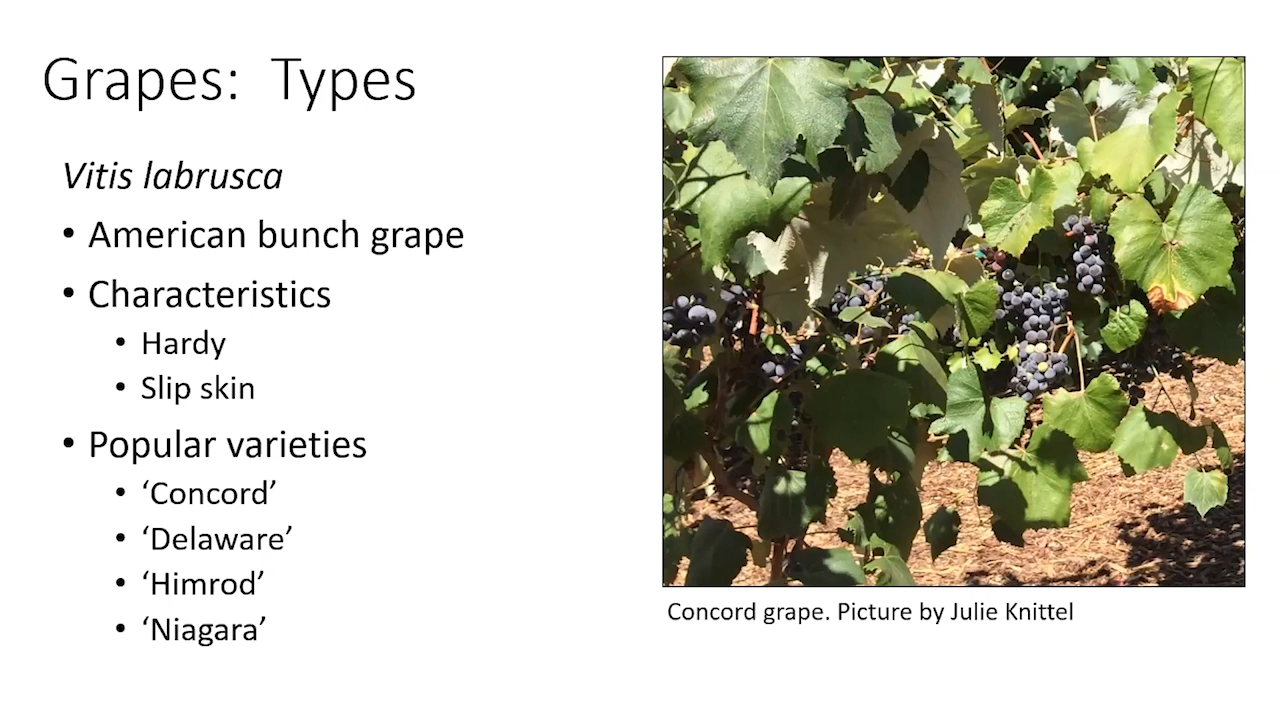 Grapes:  Types
Vitis labrusca
• American bunch grape
• Characteristics
• Hardy
• Slip skin
• Popular varieties
• ‘Concord’
• ‘Delaware’
• ‘Himrod’
• ‘Niagara’
Concord grape. Picture by Julie Knittel